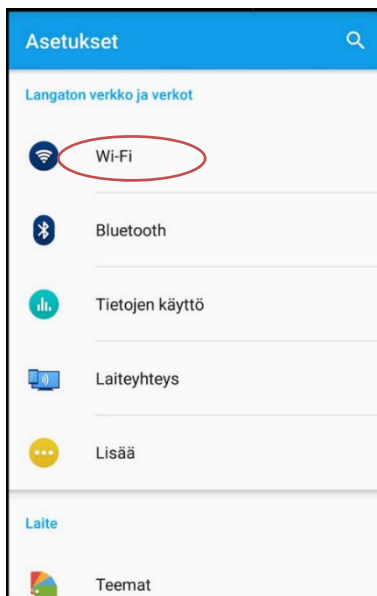 Asetukset
Langaton verkko ja verkot
Wi-Fi
Bluetooth
Tietojen käyttö
Laiteyhteys
Lisää
Laite
Teemat